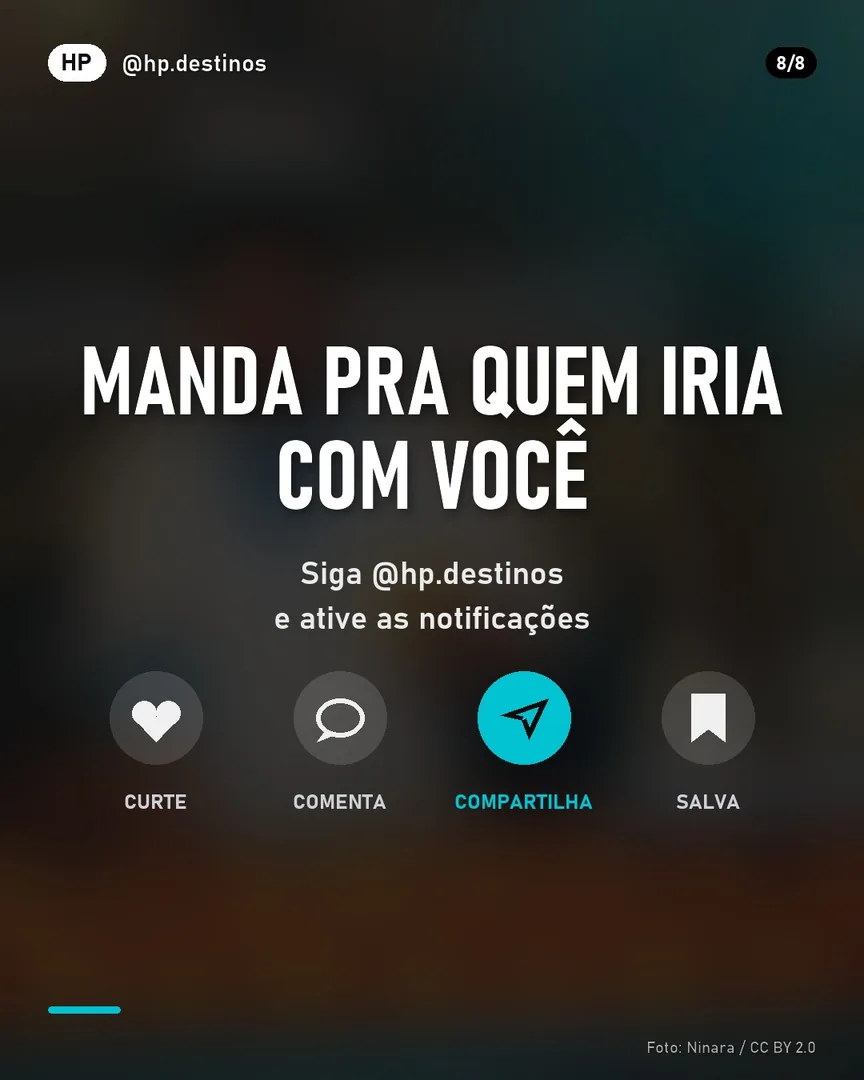 HP @hp.destinos 8/8
MANDA PRA QUEM IRIA
COM VOCÊ
Siga @hp.destinos
e ative as notificações
CURTE COMENTA COMPARTILHA SALVA
Foto: Ninara / CC BY 2.0